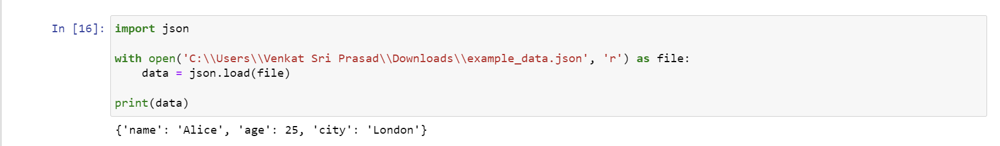 In [16]: import json
with open('C:\\Users\\Venkat Sri Prasad\\Downloads\\example_data.json', 'r') as file:
    data = json.load(file)
print(data)
{'name': 'Alice', 'age': 25, 'city': 'London'}